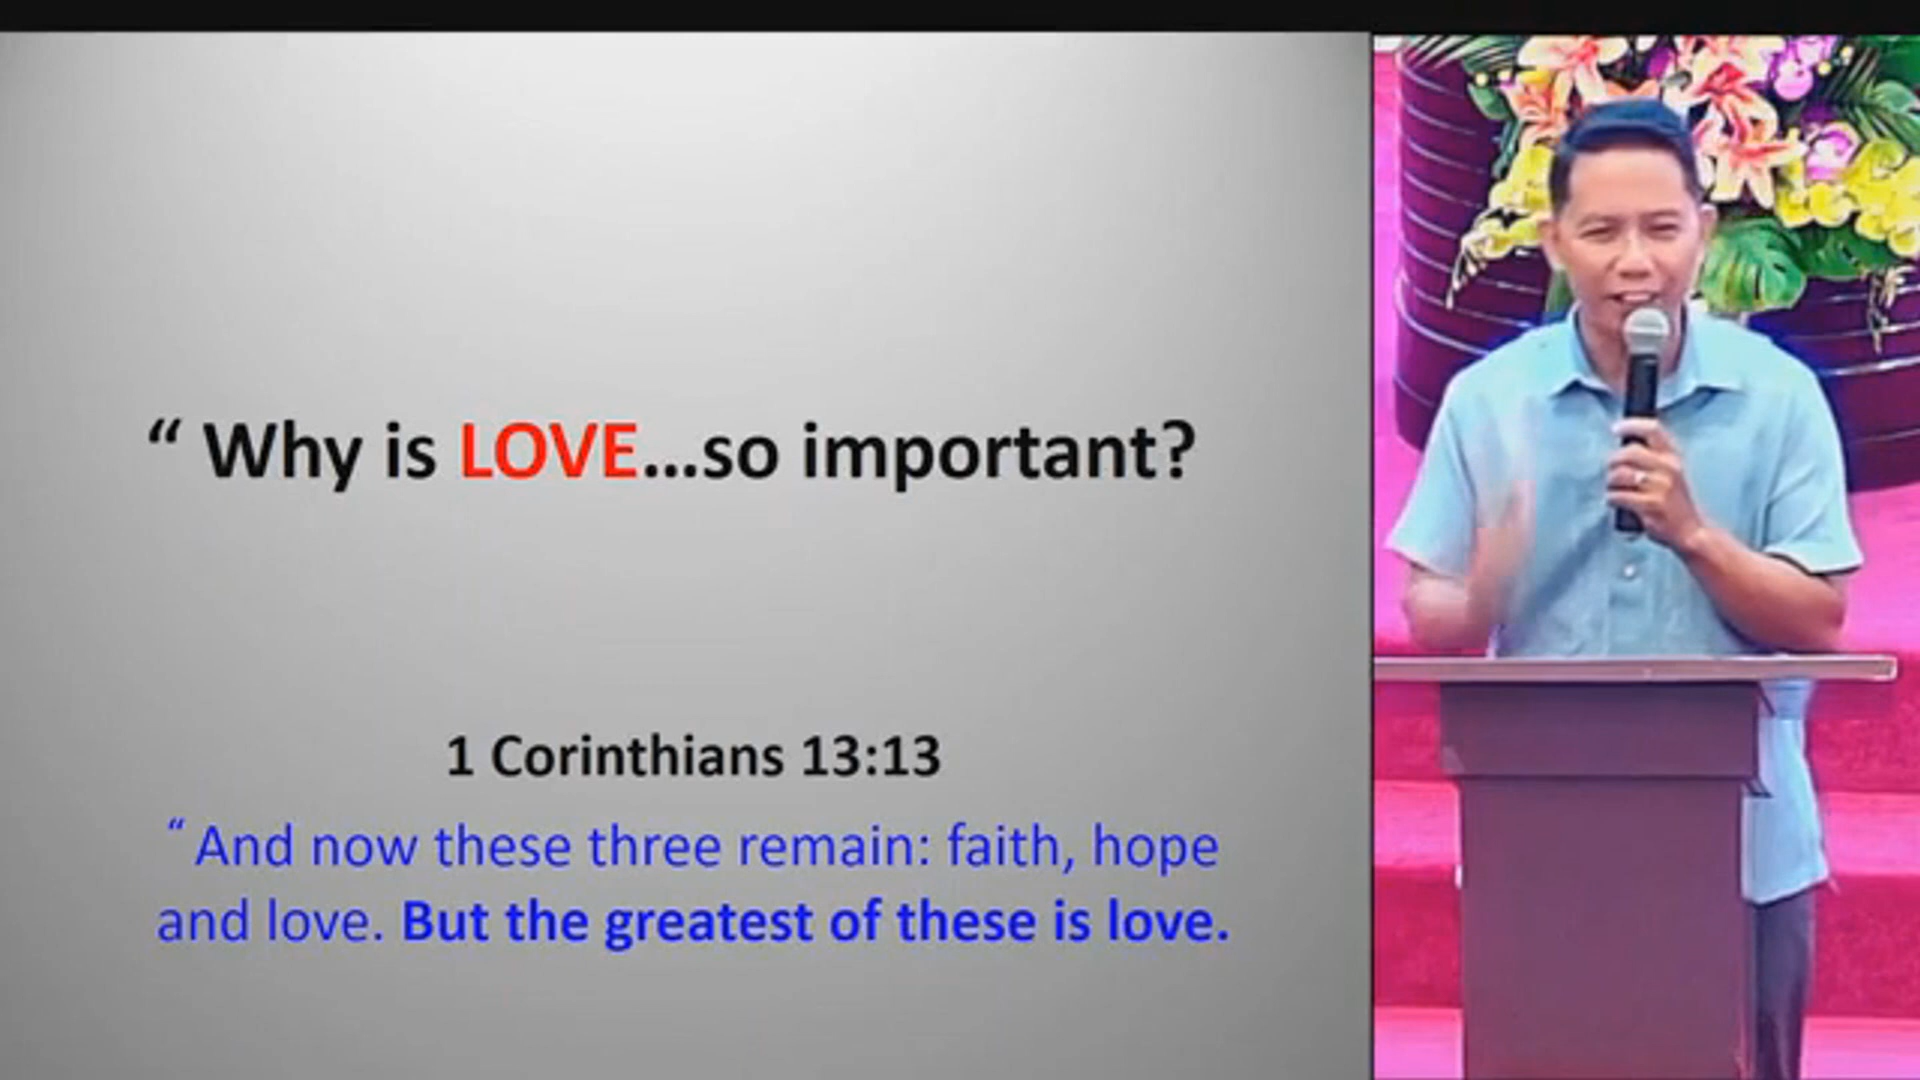 “ Why is LOVE...so important?
1 Corinthians 13:13
“ And now these three remain: faith, hope
and love. But the greatest of these is love.